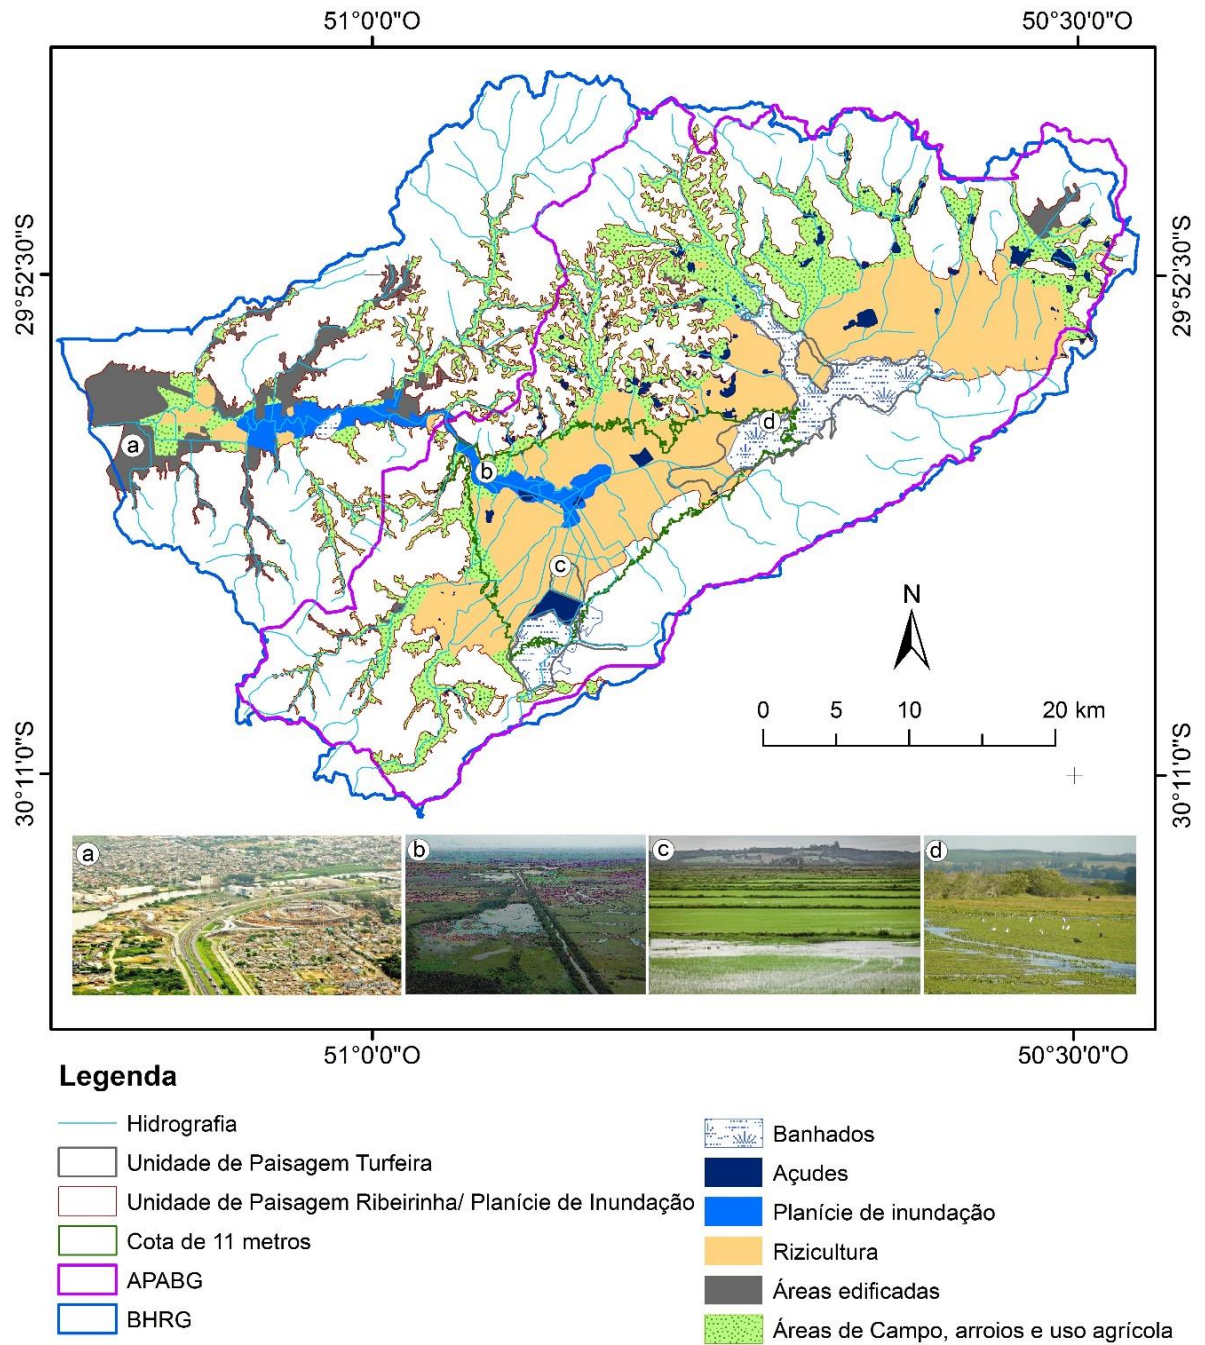 51°0'0"O
50°30'0"O
29°52'30"S
29°52'30"S
a
b
c
d
N
0 5 10 20 km
30°11'0"S
30°11'0"S
a
b
c
d
51°0'0"O
50°30'0"O
Legenda
Hidrografia
Unidade de Paisagem Turfeira
Unidade de Paisagem Ribeirinha/ Planície de Inundação
Cota de 11 metros
APABG
BHRG
Banhados
Açudes
Planície de inundação
Rizicultura
Áreas edificadas
Áreas de Campo, arroios e uso agrícola